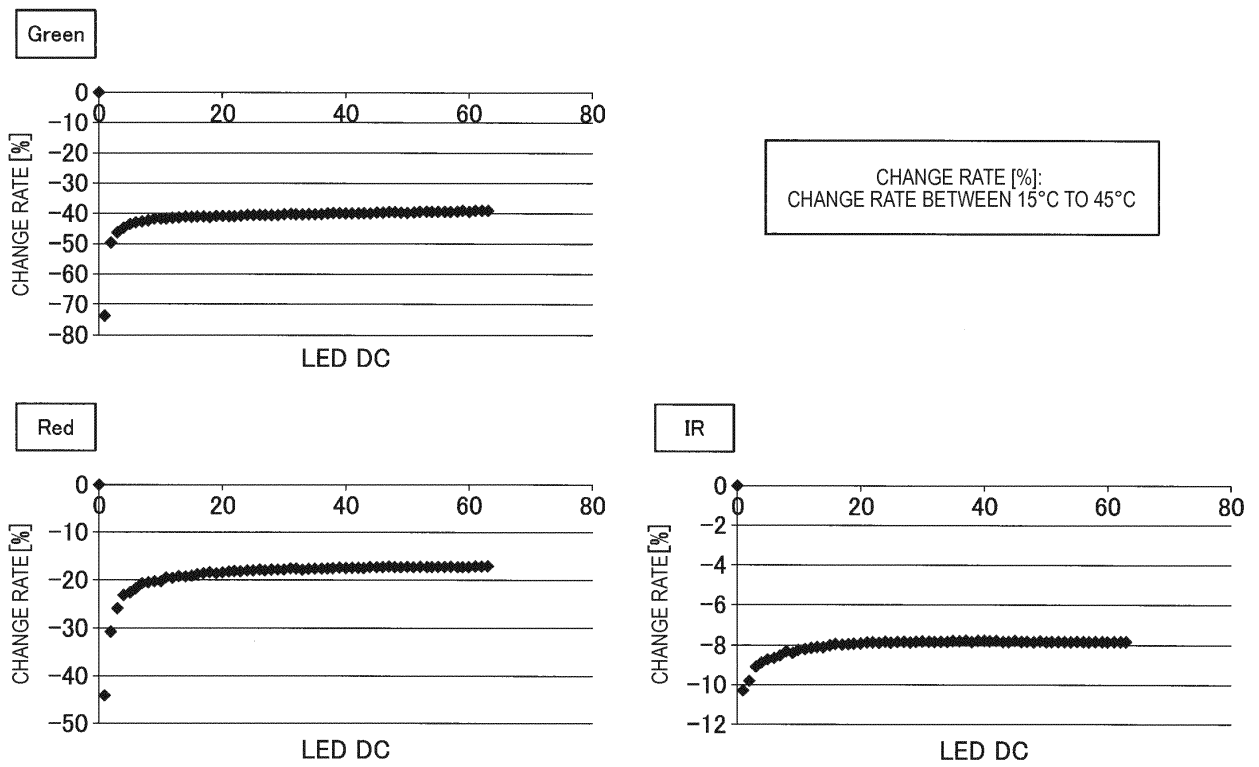 Green
0
-10
-20
-30
-40
-50
-60
-70
-80
0 20 40 60 80
CHANGE RATE [%]
LED DC
CHANGE RATE [%]:
CHANGE RATE BETWEEN 15°C TO 45°C
Red
0
-10
-20
-30
-40
-50
0 20 40 60 80
CHANGE RATE[%]
LED DC
IR
0
-2
-4
-6
-8
-10
-12
0 20 40 60 80
CHANGE RATE[%]
LED DC